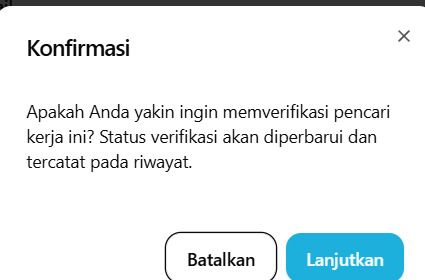 Konfirmasi
Apakah Anda yakin ingin memverifikasi pencari
kerja ini? Status verifikasi akan diperbarui dan
tercatat pada riwayat.
Batalkan
Lanjutkan